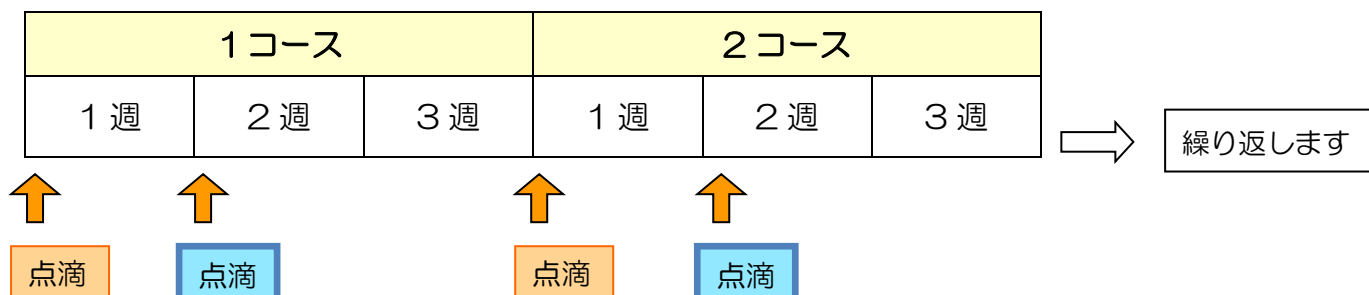 1コース 2コース
1週 2週 3週 1週 2週 3週
繰り返します
点滴 点滴 点滴 点滴